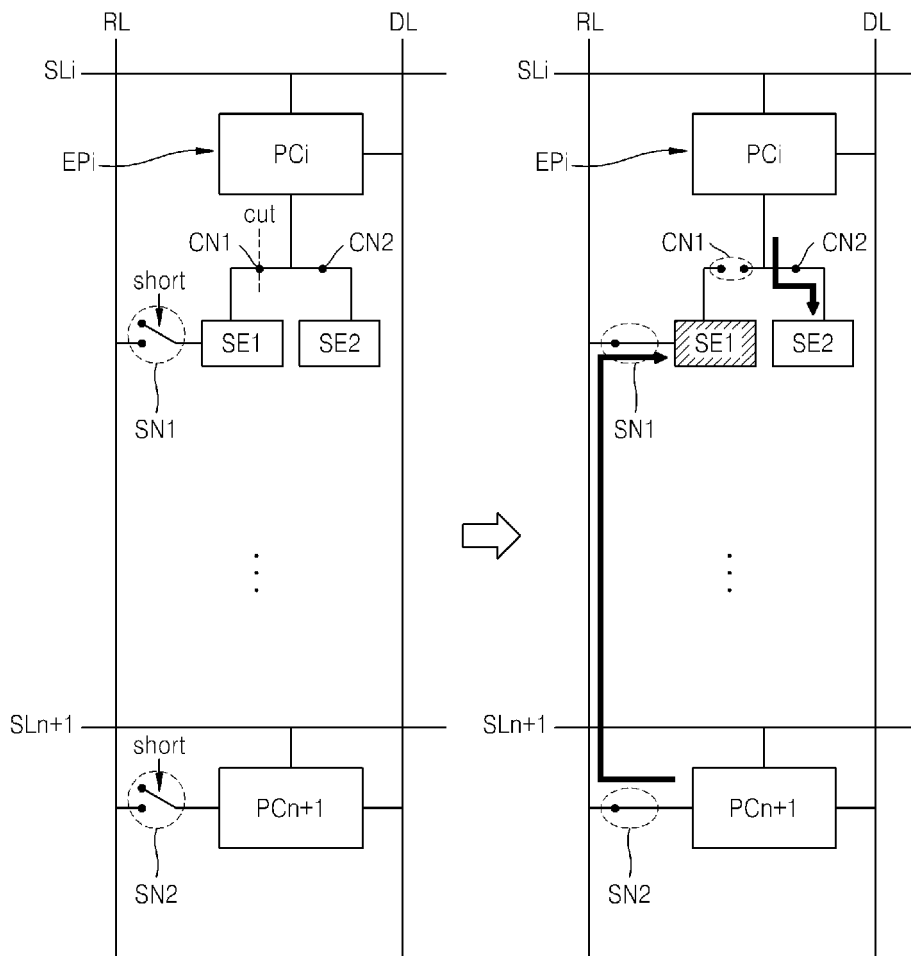 RL
DL
SLi
PCi
EPi
cut
CN1
CN2
short
SE1
SE2
SN1
SLn+1
short
PCn+1
SN2
RL
DL
SLi
PCi
EPi
CN1
CN2
SE1
SE2
SN1
SLn+1
PCn+1
SN2